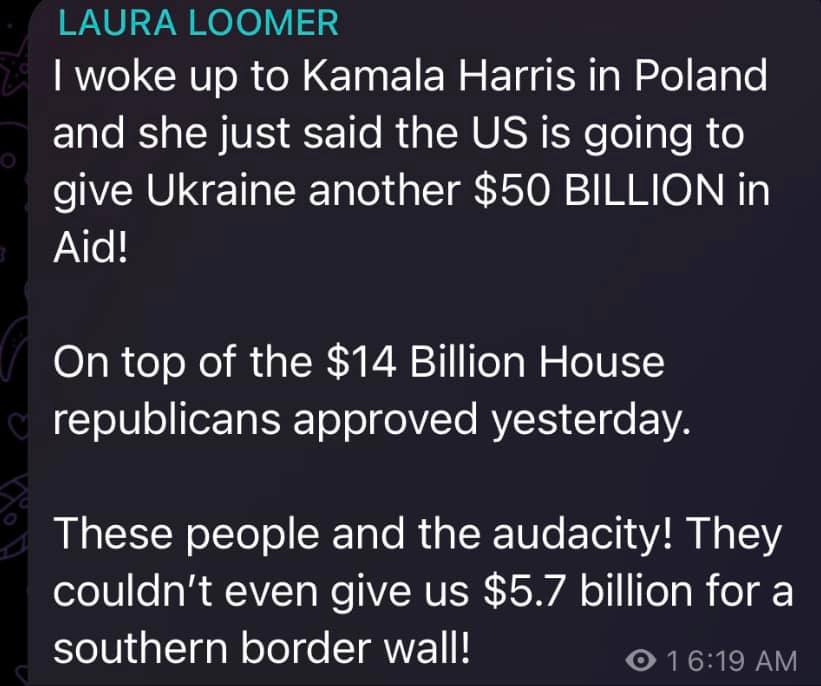 LAURA LOOMER
I woke up to Kamala Harris in Poland
and she just said the US is going to
give Ukraine another $50 BILLION in
Aid!
On top of the $14 Billion House
republicans approved yesterday.
These people and the audacity! They
couldn't even give us $5.7 billion for a
southern border wall!
1 6:19 AM